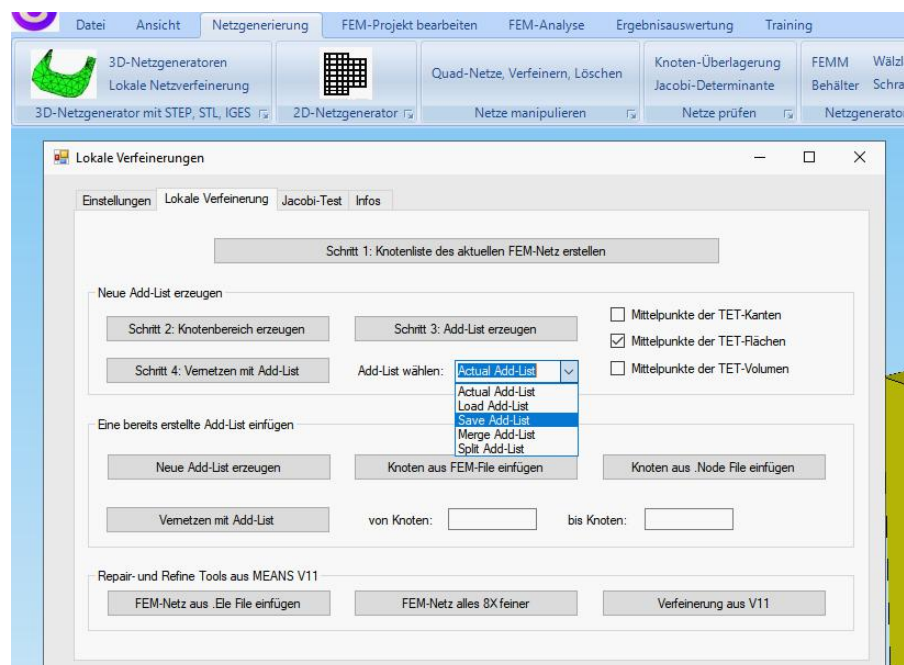 Datei Ansicht Netzgenerierung FEM-Projekt bearbeiten FEM-Analyse Ergebnisauswertung Training
3D-Netzgeneratoren
Lokale Netzverfeinerung
3D-Netzgenerator mit STEP, STL, IGES
2D-Netzgenerator
Quad-Netze, Verfeinern, Löschen
Netze manipulieren
Knoten-Überlagerung
Jacobi-Determinante
Netze prüfen
FEMM
Behälter
Lokale Verfeinerungen
Einstellungen Lokale Verfeinerung Jacobi-Test Infos
Schritt 1: Knotenliste des aktuellen FEM-Netz erstellen
Neue Add-List erzeugen
Schritt 2: Knotenbereich erzeugen
Schritt 3: Add-List erzeugen
Mittelpunkte der TET-Kanten
Mittelpunkte der TET-Flächen
Mittelpunkte der TET-Volumen
Schritt 4: Vernetzen mit Add-List
Add-List wählen: Actual Add-List
Actual Add-List
Load Add-List
Save Add-List
Merge Add-List
Split Add-List
Eine bereits erstellte Add-List einfügen
Neue Add-List erzeugen
Knoten aus FEM-File einfügen
Knoten aus .Node File einfügen
Vernetzen mit Add-List
von Knoten:
bis Knoten:
Repair- und Refine Tools aus MEANS V11
FEM-Netz aus .Ele File einfügen
FEM-Netz alles 8X feiner
Verfeinerung aus V11